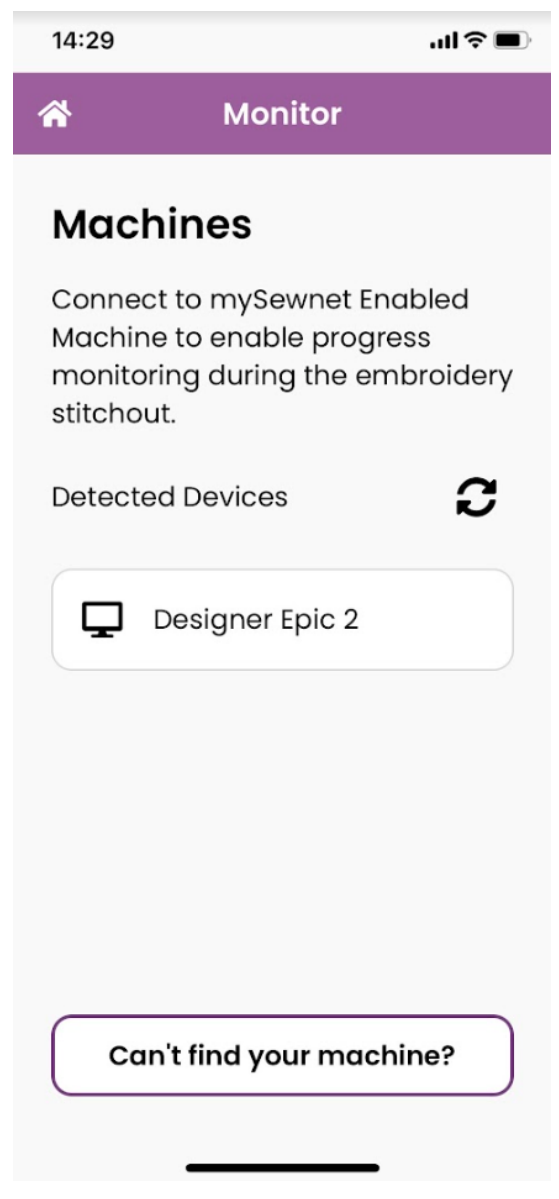 14:29
Monitor
Machines
Connect to mySewnet Enabled
Machine to enable progress
monitoring during the embroidery
stitchout.
Detected Devices
Designer Epic 2
Can't find your machine?